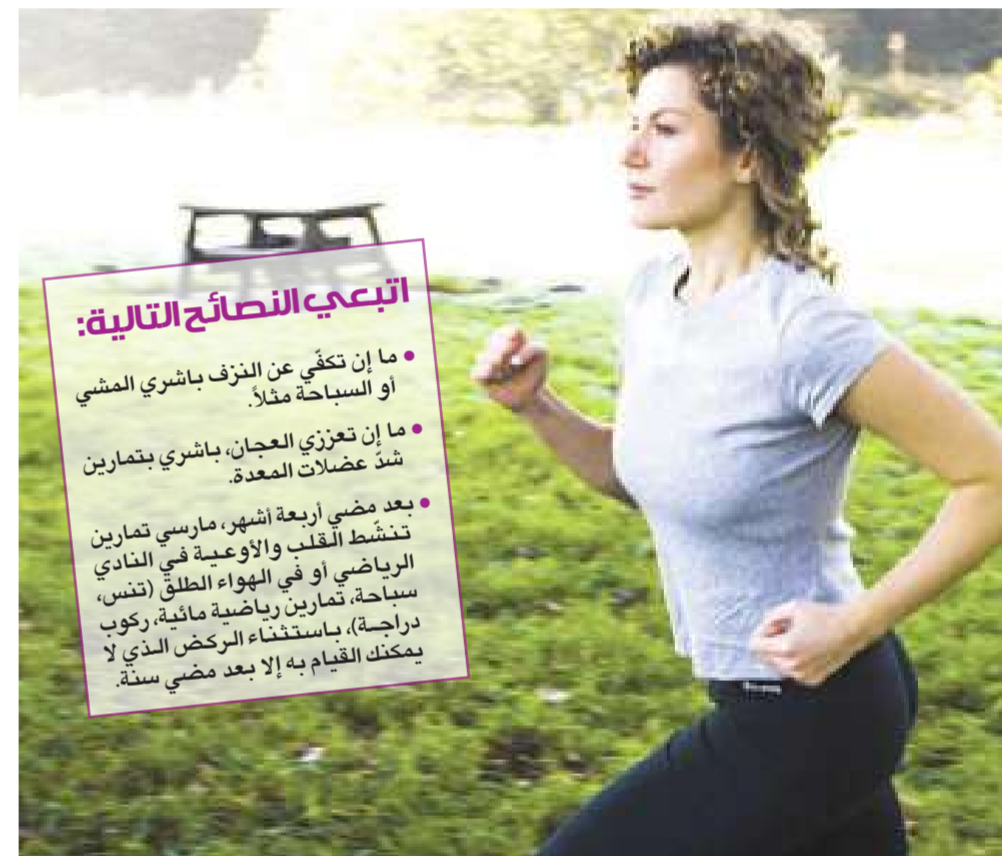 اتبعي النصائح التالية:
• ما إن تكفّي عن النزف باشري المشي
أو السباحة مثلاً.
• ما إن تعززي العجان، باشري بتمارين
شدّ عضلات المعدة.
• بعد مضي أربعة أشهر، مارسي تمارين
تنشّط القلب والأوعية في النادي
الرياضي أو في الهواء الطلق (تنس،
سباحة، تمارين رياضية مائية، ركوب
دراجة)، باستثناء الركض الذي لا
يمكنك القيام به إلا بعد مضي سنة.